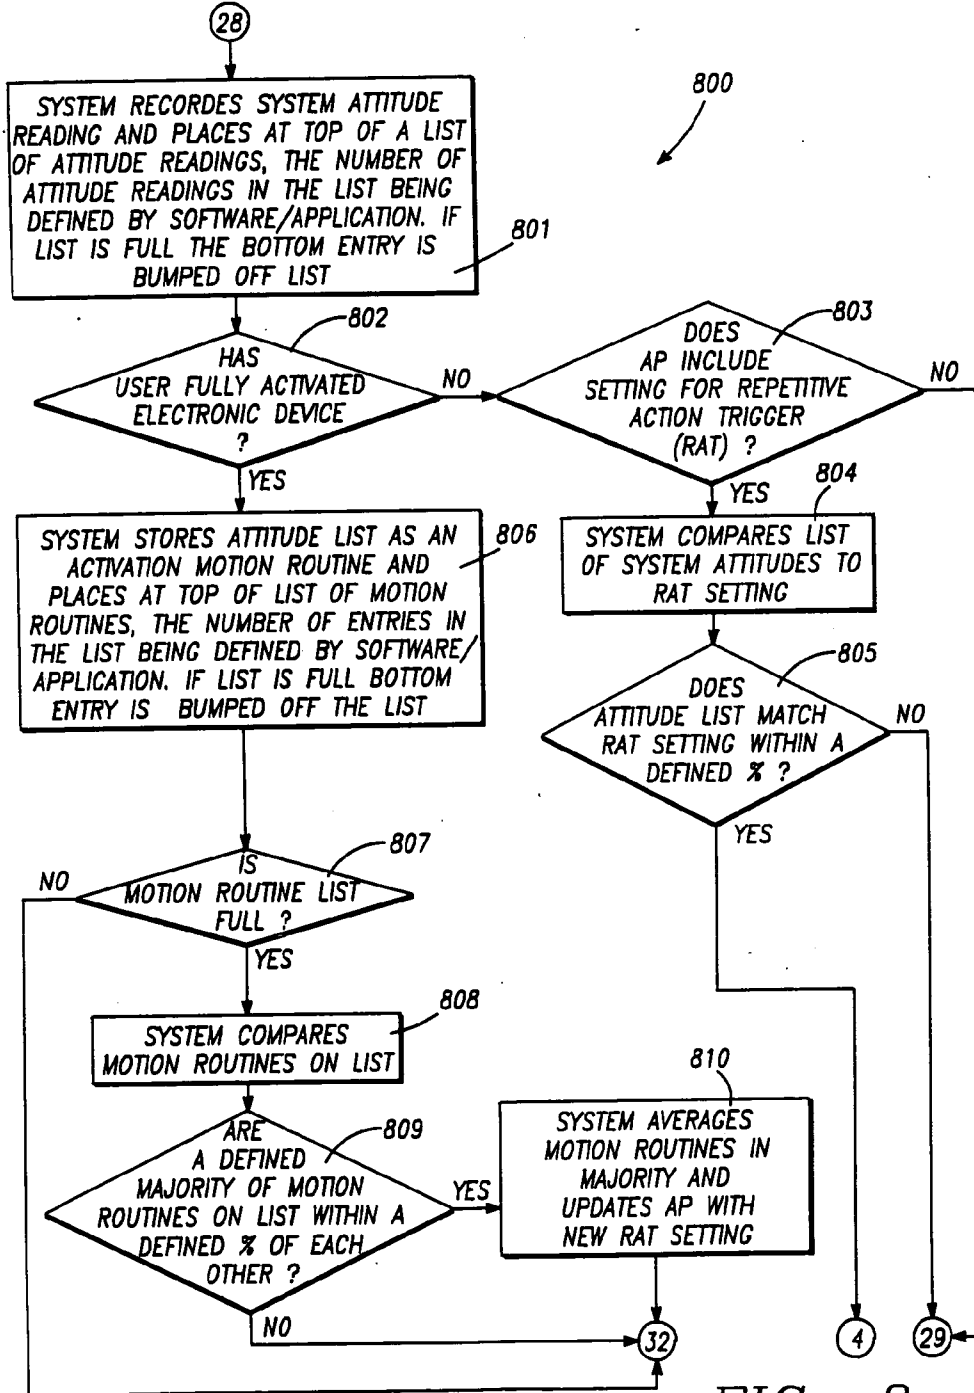 28
800
SYSTEM RECORDES SYSTEM ATTITUDE
READING AND PLACES AT TOP OF A LIST
OF ATTITUDE READINGS, THE NUMBER OF
ATTITUDE READINGS IN THE LIST BEING
DEFINED BY SOFTWARE/APPLICATION. IF
LIST IS FULL THE BOTTOM ENTRY IS
BUMPED OFF LIST
801
802
HAS
USER FULLY ACTIVATED
ELECTRONIC DEVICE
?
NO
YES
803
DOES
AP INCLUDE
SETTING FOR REPETITIVE
ACTION TRIGGER
(RAT) ?
NO
YES
804
SYSTEM COMPARES LIST
OF SYSTEM ATTITUDES TO
RAT SETTING
805
DOES
ATTITUDE LIST MATCH
RAT SETTING WITHIN A
DEFINED % ?
NO
YES
SYSTEM STORES ATTITUDE LIST AS AN
ACTIVATION MOTION ROUTINE AND
PLACES AT TOP OF LIST OF MOTION
ROUTINES, THE NUMBER OF ENTRIES IN
THE LIST BEING DEFINED BY SOFTWARE/
APPLICATION. IF LIST IS FULL BOTTOM
ENTRY IS BUMPED OFF THE LIST
806
807
IS
MOTION ROUTINE LIST
FULL ?
NO
YES
808
SYSTEM COMPARES
MOTION ROUTINES ON LIST
809
ARE
A DEFINED
MAJORITY OF MOTION
ROUTINES ON LIST WITHIN A
DEFINED % OF EACH
OTHER ?
YES
NO
810
SYSTEM AVERAGES
MOTION ROUTINES IN
MAJORITY AND
UPDATES AP WITH
NEW RAT SETTING
32
4
29